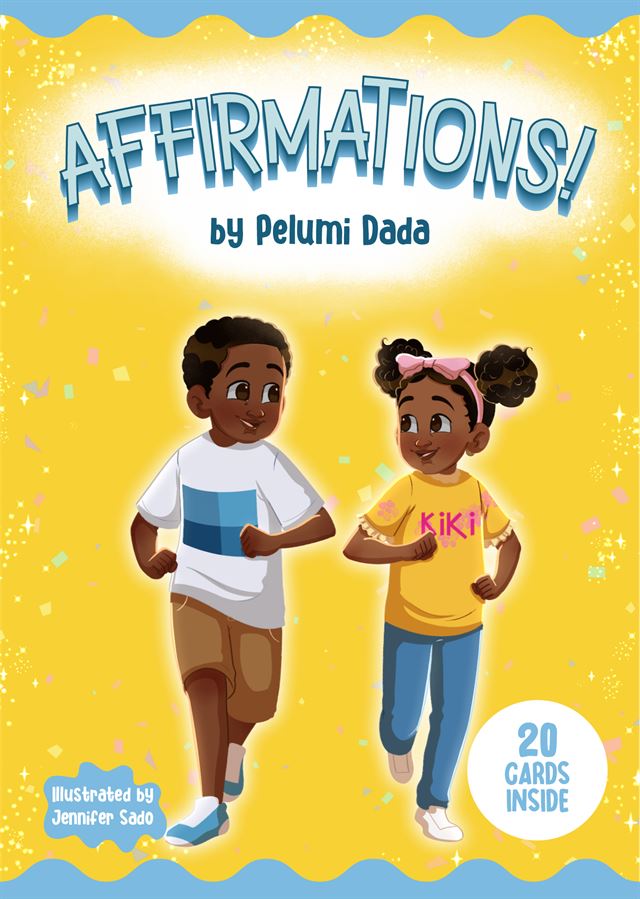 AFFIRMATIONS!
by Pelumi Dada
KiKi
20
CARDS
INSIDE
Illustrated by
Jennifer Sado